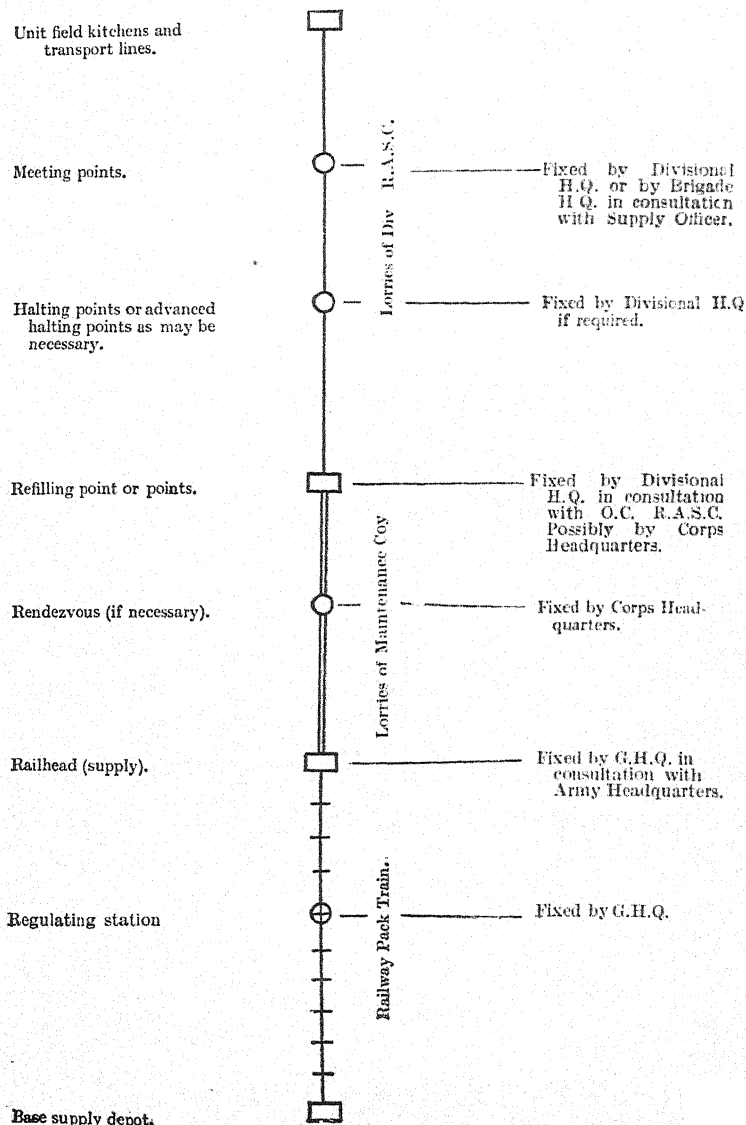 Unit field kitchens and
transport lines.
Lorries of Div R.A.S.C.
Meeting points.
Fixed by Divisional
H.Q. or by Brigade
H Q. in consultation
with Supply Officer.
Halting points or advanced
halting points as may be
necessary.
Fixed by Divisional H.Q
if required.
Refilling point or points.
Fixed by Divisional
H.Q. in consultation
with O.C. R.A.S.C.
Possibly by Corps
Headquarters.
Lorries of Maintenance Coy
Rendezvous (if necessary).
Fixed by Corps Head-
quarters.
Railhead (supply).
Fixed by G.H.Q. in
consultation with
Army Headquarters.
Railway Pack Train.
Regulating station
Fixed by G.H.Q.
Base supply depot.